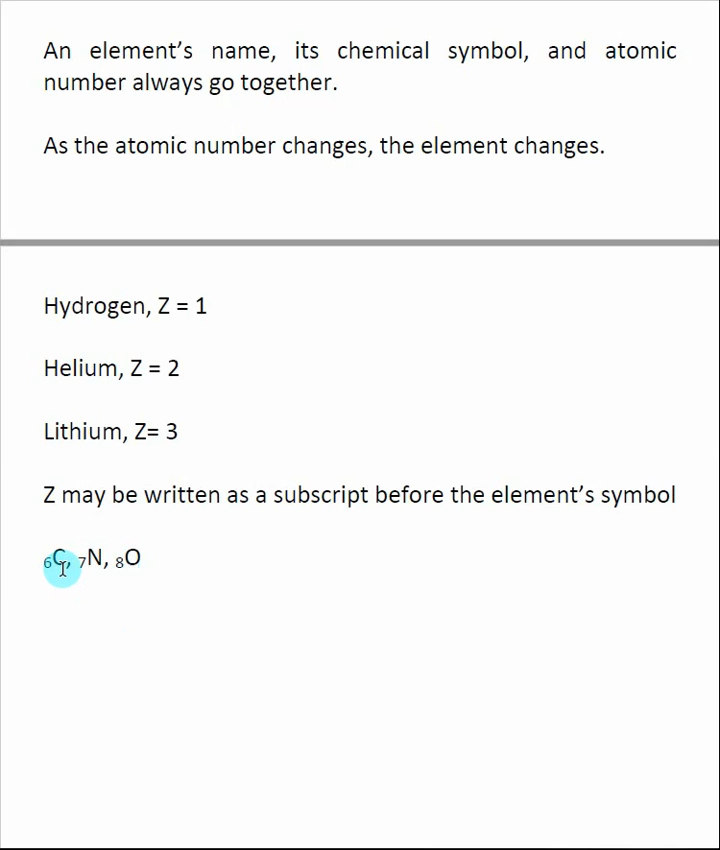 An element’s name, its chemical symbol, and atomic
number always go together.
As the atomic number changes, the element changes.
Hydrogen, Z = 1
Helium, Z = 2
Lithium, Z= 3
Z may be written as a subscript before the element’s symbol
₆C, ₇N, ₈O